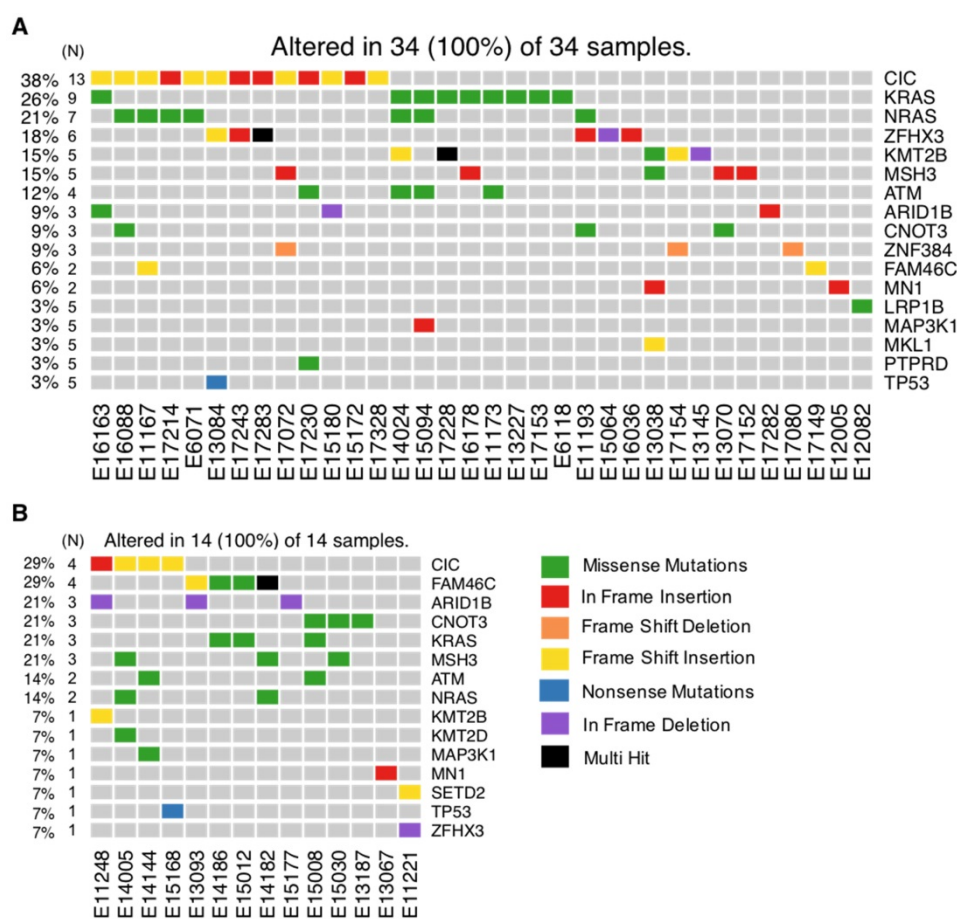 A
(N)
Altered in 34 (100%) of 34 samples.
38% 13 CIC
26% 9 KRAS
21% 7 NRAS
18% 6 ZFHX3
15% 5 KMT2B
15% 5 MSH3
12% 4 ATM
9% 3 ARID1B
9% 3 CNOT3
9% 3 ZNF384
6% 2 FAM46C
6% 2 MN1
3% 5 LRP1B
3% 5 MAP3K1
3% 5 MKL1
3% 5 PTPRD
3% 5 TP53
E16163
E16088
E11167
E17214
E6071
E13084
E17243
E17283
E17072
E17230
E15180
E15172
E17328
E14024
E15094
E17228
E16178
E11173
E13227
E17153
E6118
E11193
E15064
E16036
E13038
E17154
E13145
E13070
E17152
E17282
E17080
E17149
E12005
E12082
B
(N)
Altered in 14 (100%) of 14 samples.
29% 4 CIC
29% 4 FAM46C
21% 3 ARID1B
21% 3 CNOT3
21% 3 KRAS
21% 3 MSH3
14% 2 ATM
14% 2 NRAS
7% 1 KMT2B
7% 1 KMT2D
7% 1 MAP3K1
7% 1 MN1
7% 1 SETD2
7% 1 TP53
7% 1 ZFHX3
E11248
E14005
E14144
E15168
E13093
E14186
E15012
E14182
E15177
E15008
E15030
E13187
E13067
E11221
Missense Mutations
In Frame Insertion
Frame Shift Deletion
Frame Shift Insertion
Nonsense Mutations
In Frame Deletion
Multi Hit